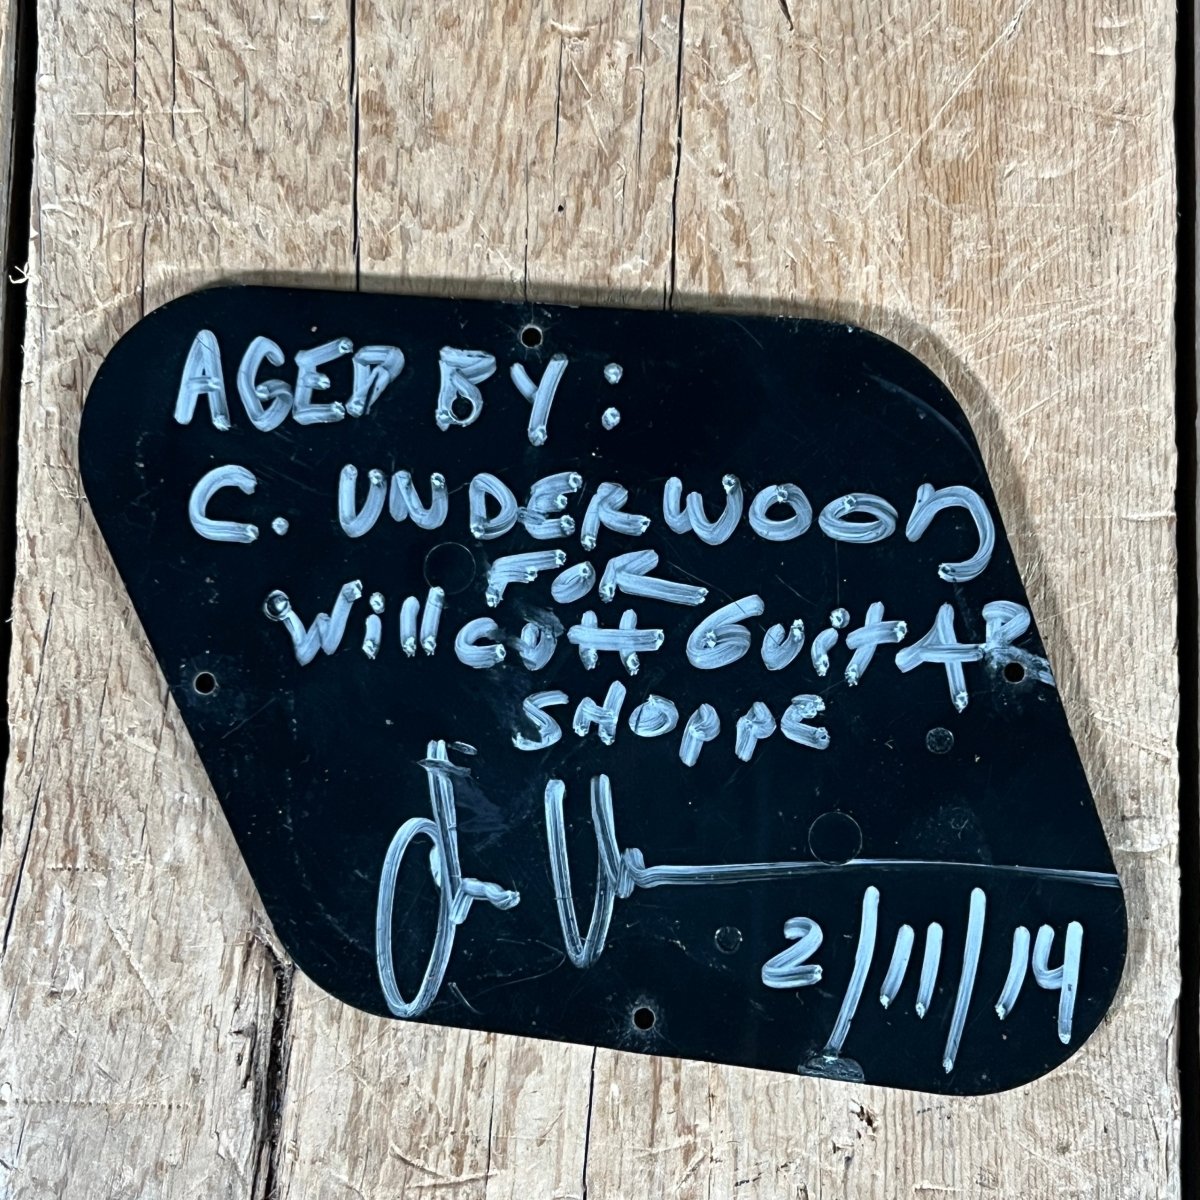 AGED BY:
C. UNDERWOOD
FOR
Willcutt GuitAR
SHOPPE
2/11/14